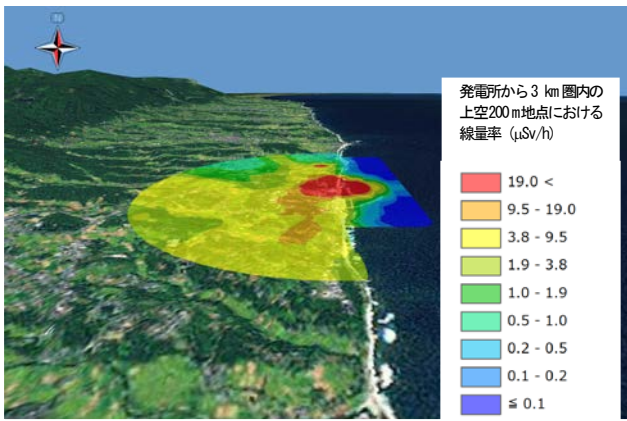 N
発電所から3 km圏内の
上空200m地点における
線量率 (μSv/h)
19.0 <
9.5 - 19.0
3.8 - 9.5
1.9 - 3.8
1.0 - 1.9
0.5 - 1.0
0.2 - 0.5
0.1 - 0.2
≦ 0.1